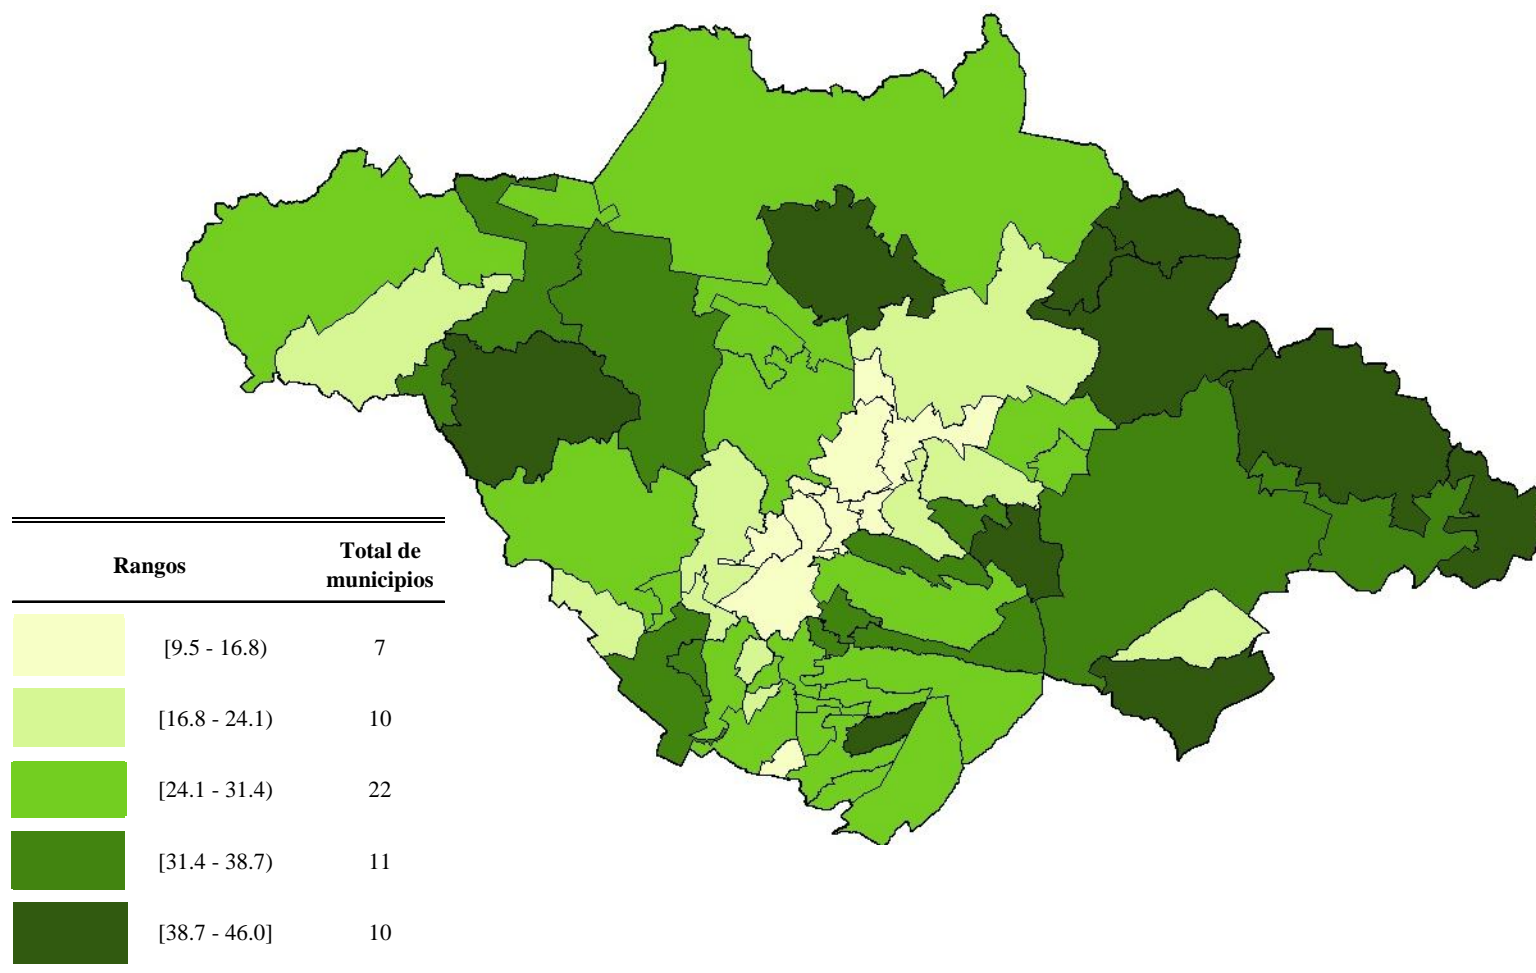 Rangos
Total de
municipios
[9.5 - 16.8) 7
[16.8 - 24.1) 10
[24.1 - 31.4) 22
[31.4 - 38.7) 11
[38.7 - 46.0] 10